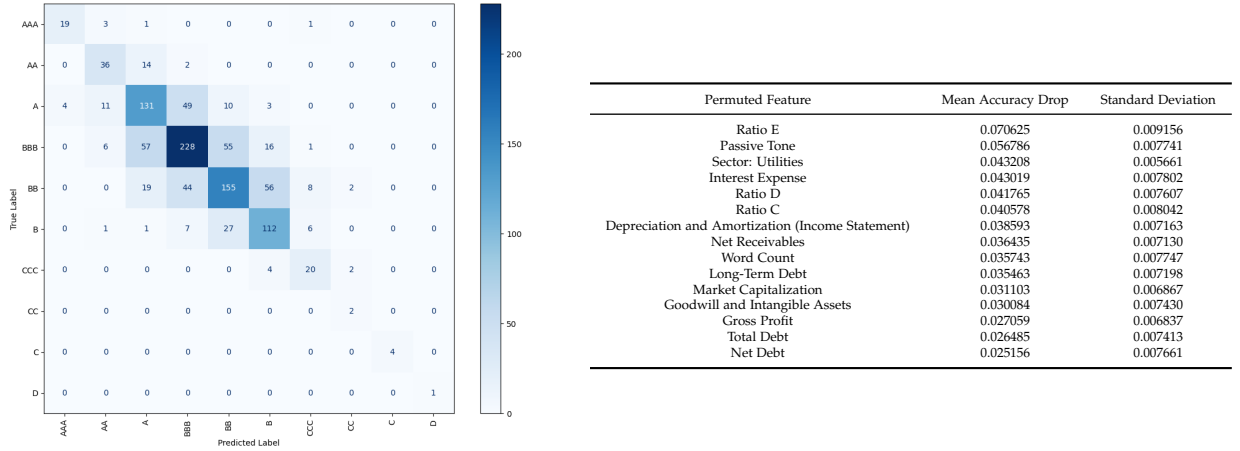 AAA 19 3 1 0 0 0 1 0 0 0
AA 0 36 14 2 0 0 0 0 0 0
A 4 11 131 49 10 3 0 0 0 0
BBB 0 6 57 228 55 16 1 0 0 0
BB 0 0 19 44 155 56 8 2 0 0
B 0 1 1 7 27 112 6 0 0 0
CCC 0 0 0 0 0 4 20 2 0 0
CC 0 0 0 0 0 0 0 2 0 0
C 0 0 0 0 0 0 0 0 4 0
D 0 0 0 0 0 0 0 0 0 1
AAA AA A BBB BB B CCC CC C D
Predicted Label
True Label
200
150
100
50
0
Permuted Feature Mean Accuracy Drop Standard Deviation
Ratio E 0.070625 0.009156
Passive Tone 0.056786 0.007741
Sector: Utilities 0.043208 0.005661
Interest Expense 0.043019 0.007802
Ratio D 0.041765 0.007607
Ratio C 0.040578 0.008042
Depreciation and Amortization (Income Statement) 0.038593 0.007163
Net Receivables 0.036435 0.007130
Word Count 0.035743 0.007747
Long-Term Debt 0.035463 0.007198
Market Capitalization 0.031103 0.006867
Goodwill and Intangible Assets 0.030084 0.007430
Gross Profit 0.027059 0.006837
Total Debt 0.026485 0.007413
Net Debt 0.025156 0.007661